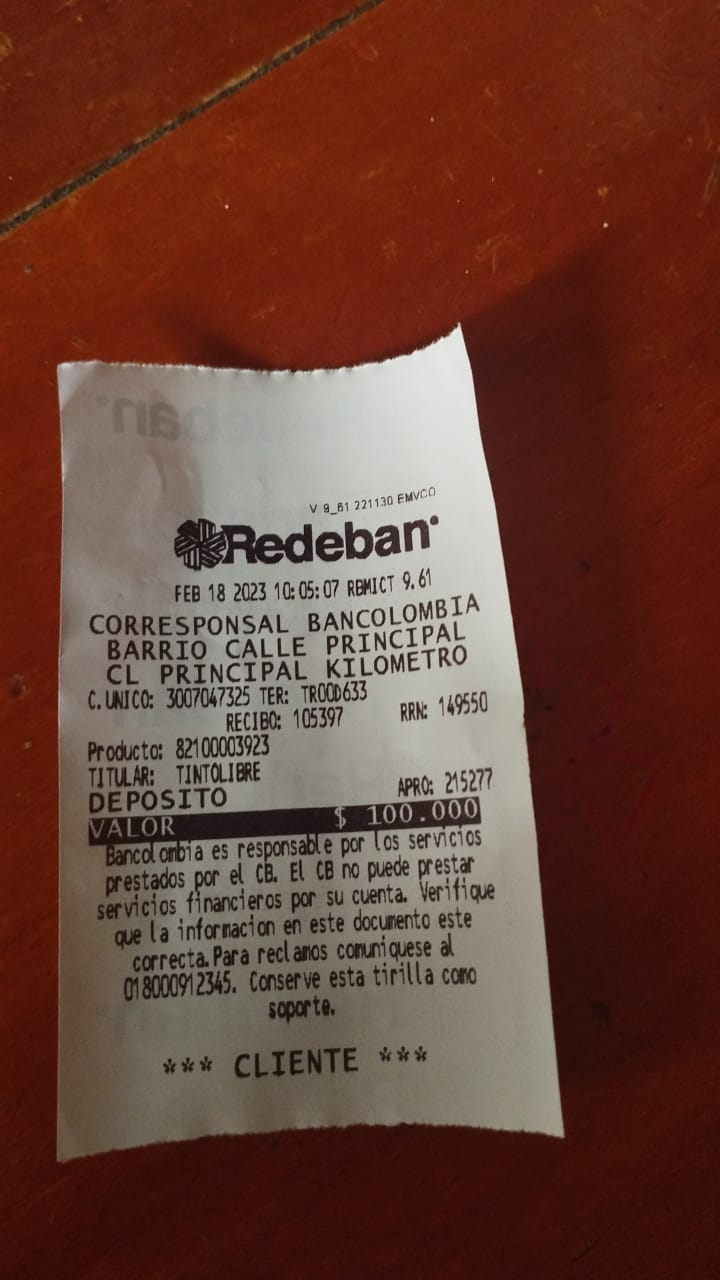 V 9_61 221130 EMVCO
Redeban
FEB 18 2023 10:05:07 RBMICT 9.61
CORRESPONSAL BANCOLOMBIA
BARRIO CALLE PRINCIPAL
CL PRINCIPAL KILOMETRO
C.UNICO: 3007047325 TER: TR00D633
RECIBO: 105397 RRN: 149550
Producto: 82100003923
TITULAR: TINTOLIBRE
DEPOSITO APRO: 215277
VALOR $ 100.000
Bancolombia es responsable por los servicios
prestados por el CB. El CB no puede prestar
servicios financieros por su cuenta. Verifique
que la informacion en este documento este
correcta.Para reclamos comuniquese al
018000912345. Conserve esta tirilla como
soporte.
*** CLIENTE ***